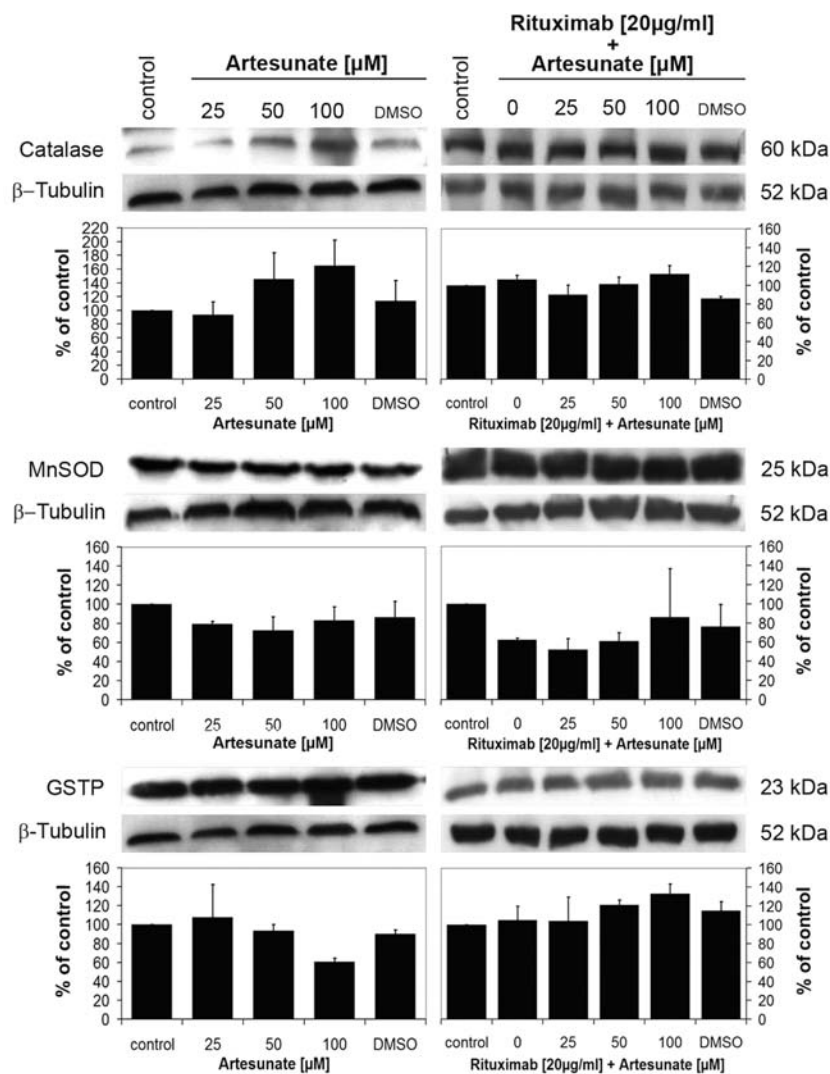 Rituximab [20µg/ml]
+
control Artesunate [µM] control Artesunate [µM]
25 50 100 DMSO 0 25 50 100 DMSO
Catalase 60 kDa
β–Tubulin 52 kDa
220
200
180
160
140
120
100
80
60
40
20
0
% of control
160
140
120
100
80
60
40
20
0
% of control
control 25 50 100 DMSO control 0 25 50 100 DMSO
Artesunate [µM] Rituximab [20µg/ml] + Artesunate [µM]
MnSOD 25 kDa
β–Tubulin 52 kDa
160
140
120
100
80
60
40
20
0
% of control
160
140
120
100
80
60
40
20
0
% of control
control 25 50 100 DMSO control 0 25 50 100 DMSO
Artesunate [µM] Rituximab [20µg/ml] + Artesunate [µM]
GSTP 23 kDa
β-Tubulin 52 kDa
160
140
120
100
80
60
40
20
0
% of control
160
140
120
100
80
60
40
20
0
% of control
control 25 50 100 DMSO control 0 25 50 100 DMSO
Artesunate [µM] Rituximab [20µg/ml] + Artesunate [µM]